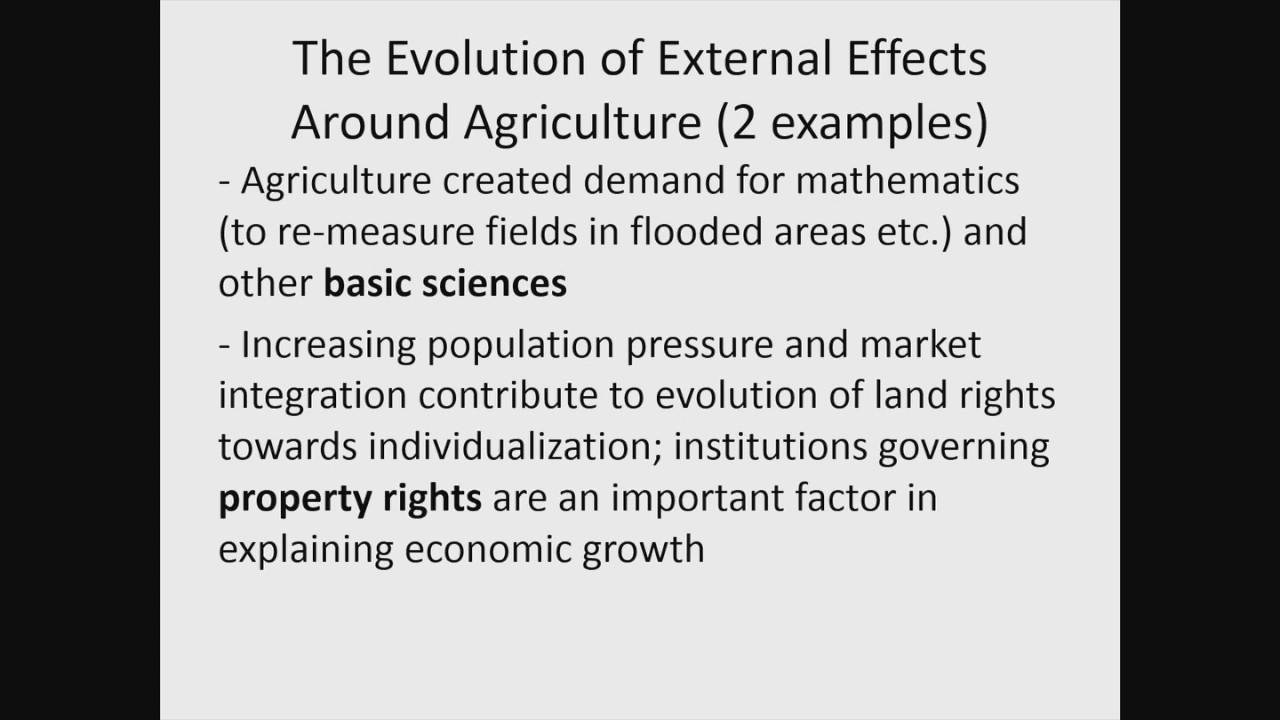 The Evolution of External Effects
Around Agriculture (2 examples)
- Agriculture created demand for mathematics
(to re-measure fields in flooded areas etc.) and
other basic sciences
- Increasing population pressure and market
integration contribute to evolution of land rights
towards individualization; institutions governing
property rights are an important factor in
explaining economic growth